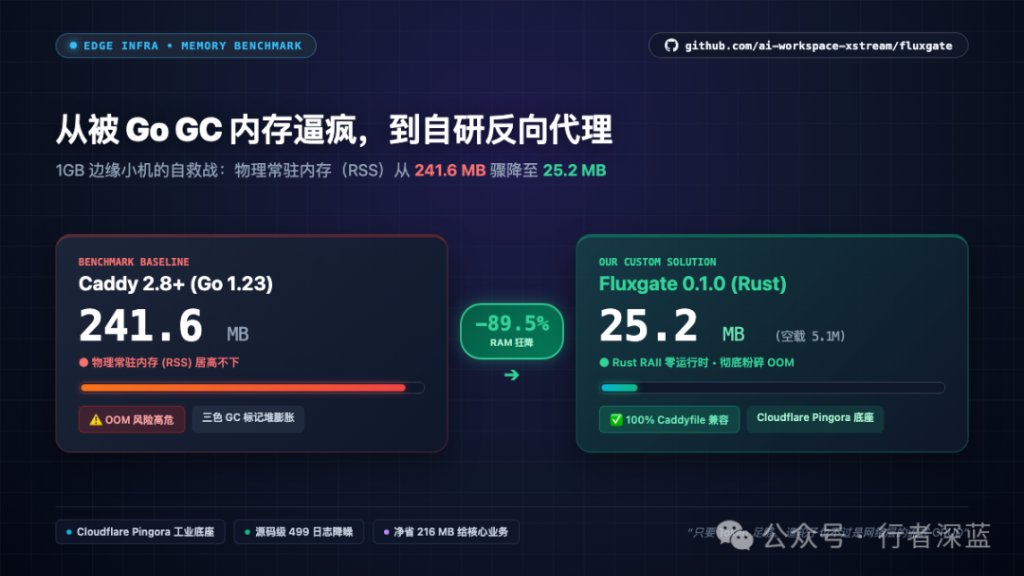 EDGE INFRA • MEMORY BENCHMARK
github.com/ai-workspace-xstream/fluxgate
从被 Go GC 内存逼疯，到自研反向代理
1GB 边缘小机的自救战：物理常驻内存（RSS）从 241.6 MB 骤降至 25.2 MB
BENCHMARK BASELINE
Caddy 2.8+ (Go 1.23)
241.6 MB
物理常驻内存 (RSS) 居高不下
OOM 风险高危
三色 GC 标记堆膨胀
-89.5%
RAM 狂降
OUR CUSTOM SOLUTION
Fluxgate 0.1.0 (Rust)
25.2 MB (空载 5.1M)
Rust RAII 零运行时 • 彻底粉碎 OOM
100% Caddyfile 兼容
Cloudflare Pingora 底座
Cloudflare Pingora 工业底座
源码级 499 日志降噪
净省 216 MB 给核心业务
“只要
公众号 · 行者深蓝